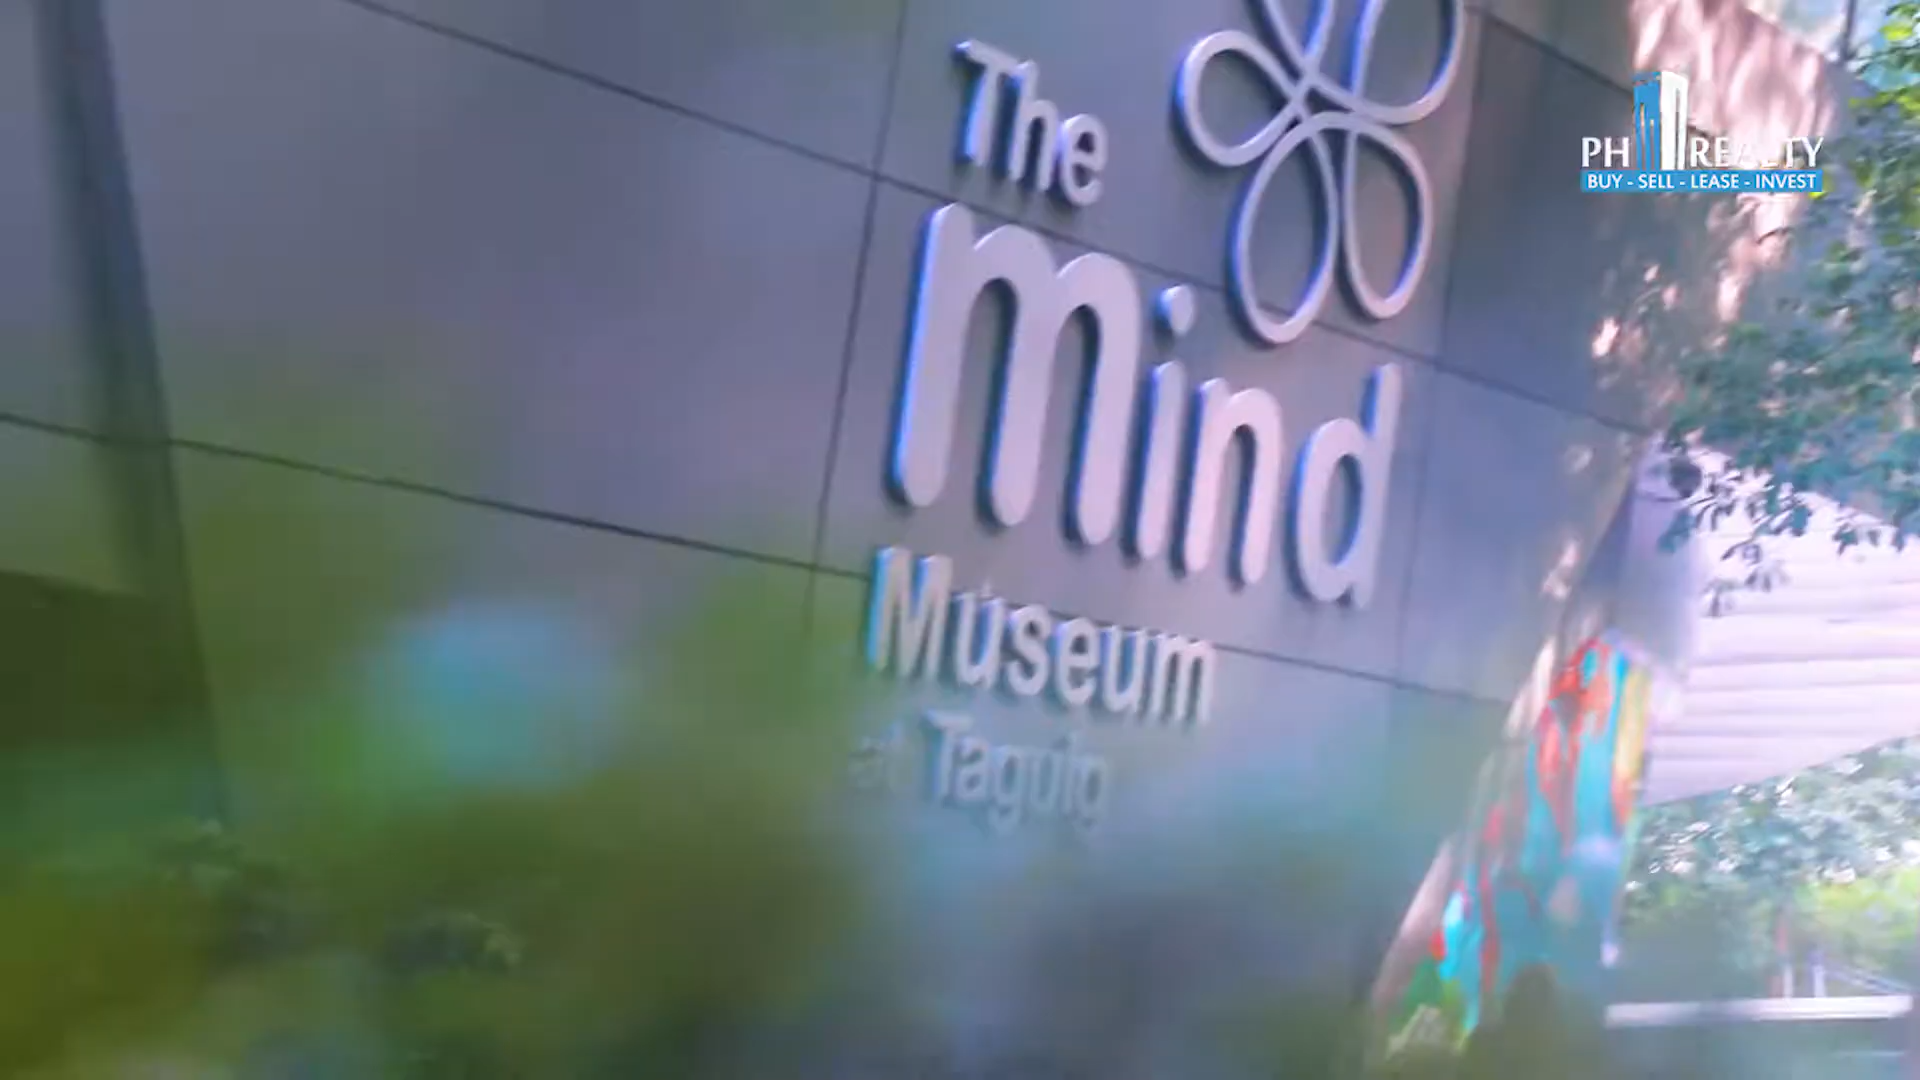 The
mind
Museum
at Taguig
PH REALTY
BUY - SELL - LEASE - INVEST